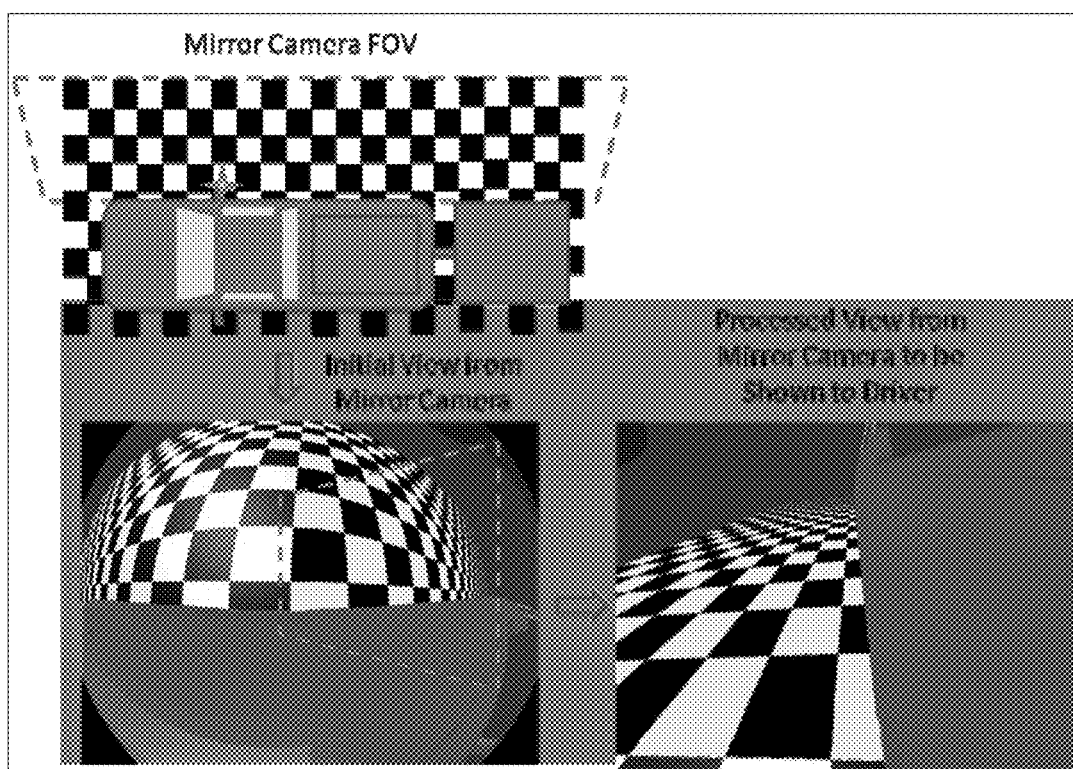 Mirror Camera FOV
Initial View from
Mirror Camera
Processed View from
Mirror Camera to be
Shown to Driver